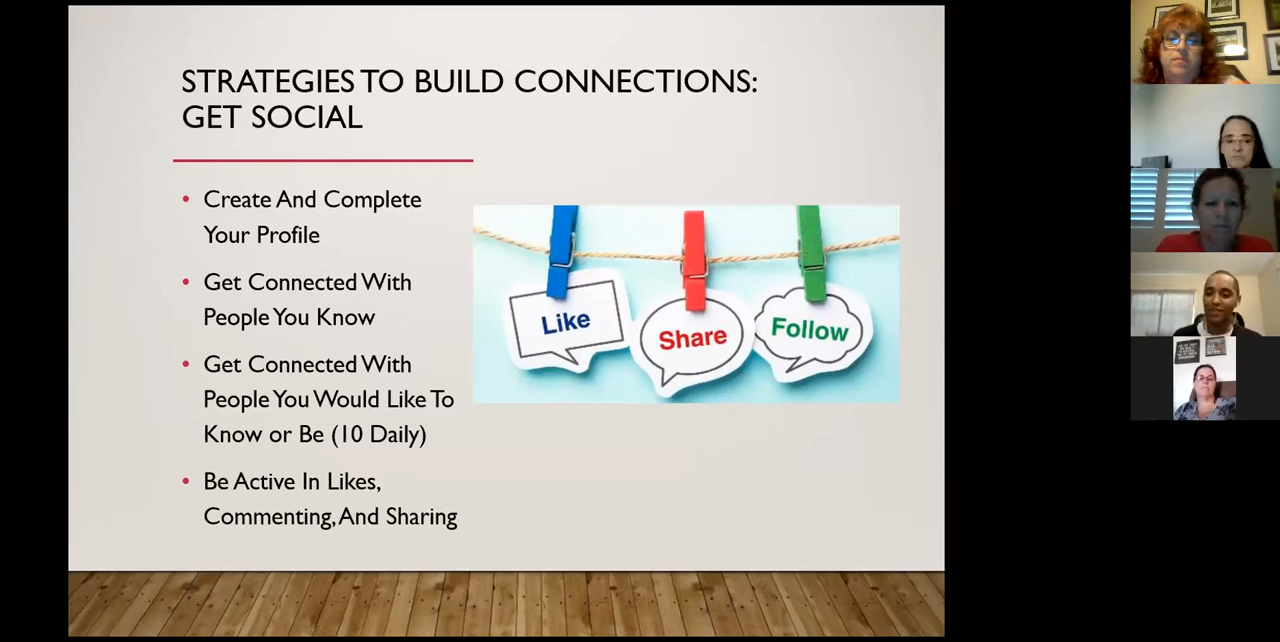 STRATEGIES TO BUILD CONNECTIONS:
GET SOCIAL
• Create And Complete
Your Profile
• Get Connected With
People You Know
• Get Connected With
People You Would Like To
Know or Be (10 Daily)
• Be Active In Likes,
Commenting, And Sharing
Like
Share
Follow